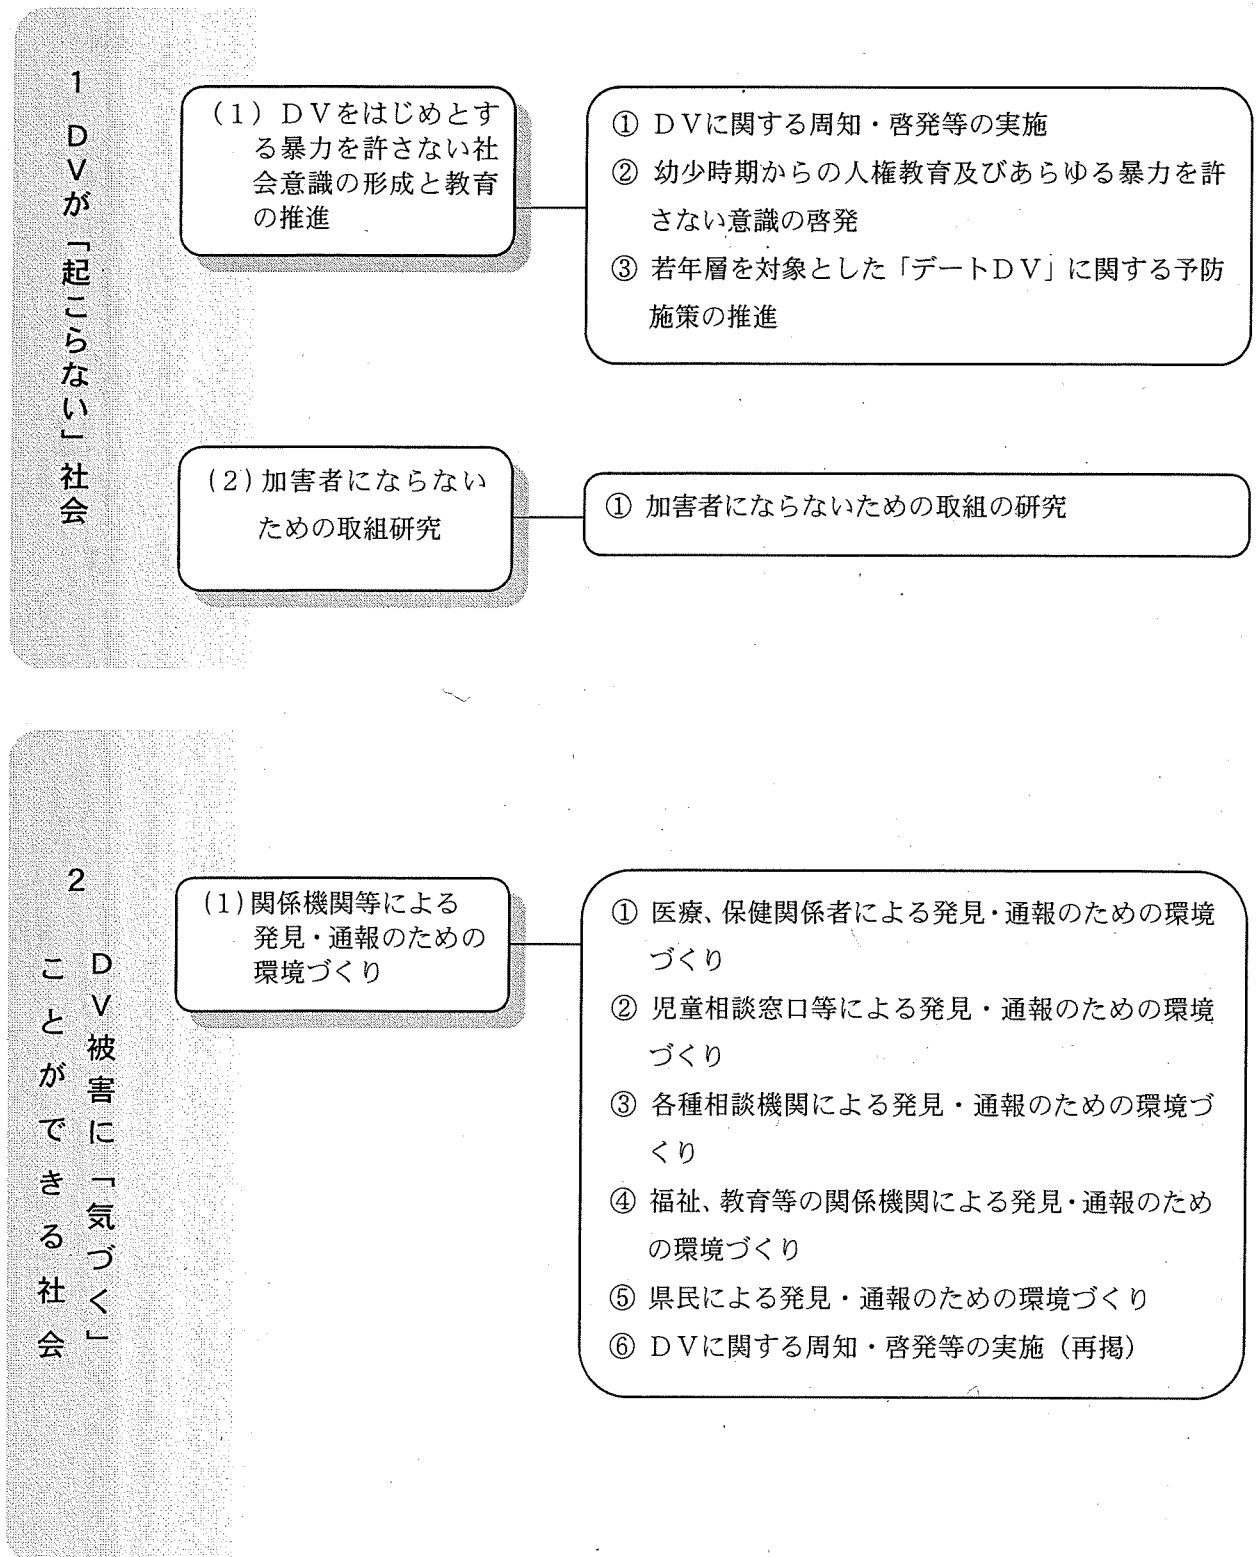 1 DVが「起こらない」社会
(1) DVをはじめとす
る暴力を許さない社
会意識の形成と教育
の推進
① DVに関する周知・啓発等の実施
② 幼少時期からの人権教育及びあらゆる暴力を許
さない意識の啓発
③ 若年層を対象とした「デートDV」に関する予防
施策の推進
(2)加害者にならない
ための取組研究
① 加害者にならないための取組の研究
2 DV被害に「気づく」
ことができる社会
(1)関係機関等による
発見・通報のための
環境づくり
① 医療、保健関係者による発見・通報のための環境
づくり
② 児童相談窓口等による発見・通報のための環境
づくり
③ 各種相談機関による発見・通報のための環境づ
くり
④ 福祉、教育等の関係機関による発見・通報のため
の環境づくり
⑤ 県民による発見・通報のための環境づくり
⑥ DVに関する周知・啓発等の実施（再掲）